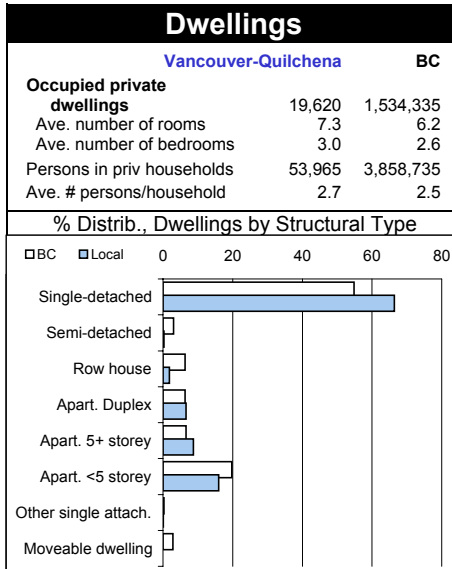 Dwellings
Vancouver-Quilchena BC
Occupied private
dwellings 19,620 1,534,335
Ave. number of rooms 7.3 6.2
Ave. number of bedrooms 3.0 2.6
Persons in priv households 53,965 3,858,735
Ave. # persons/household 2.7 2.5
% Distrib., Dwellings by Structural Type
BC Local 0 20 40 60 80
Single-detached
Semi-detached
Row house
Apart. Duplex
Apart. 5+ storey
Apart. <5 storey
Other single attach.
Moveable dwelling